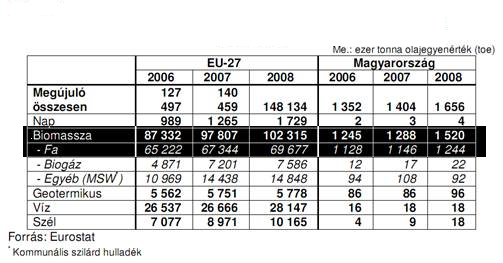 Me.: ezer tonna olajegyenérték (toe)
EU-27 Magyarország
2006 2007 2008 2006 2007 2008
Megújuló 127 140
összesen 497 459 148 134 1 352 1 404 1 656
Nap 989 1 265 1 729 2 3 4
Biomassza 87 332 97 807 102 315 1 245 1 288 1 520
- Fa 65 222 67 344 69 677 1 128 1 146 1 244
- Biogáz 4 871 7 201 7 586 12 17 22
- Egyéb (MSW*) 10 969 14 438 14 848 94 108 92
Geotermikus 5 562 5 751 5 778 86 86 96
Víz 26 537 26 666 28 147 16 18 18
Szél 7 077 8 971 10 165 4 9 18
Forrás: Eurostat
* Kommunális szilárd hulladék